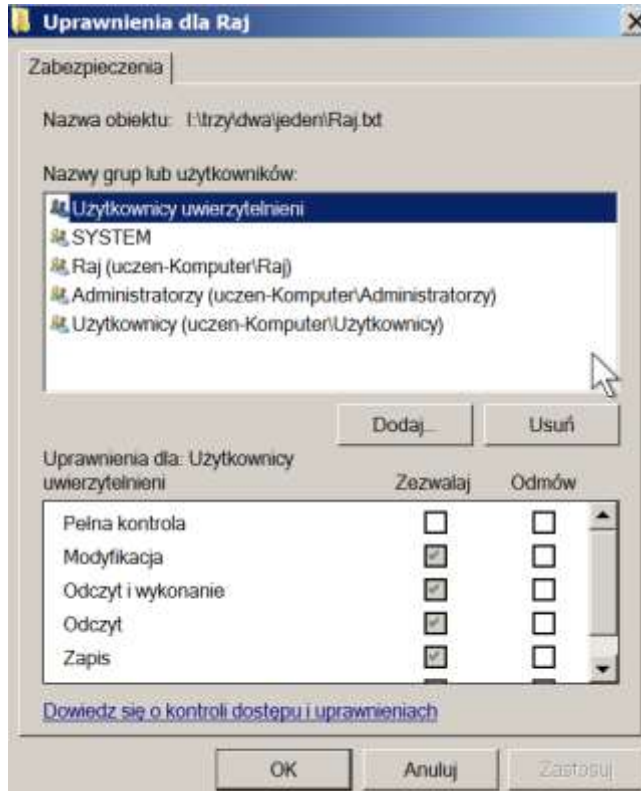 Uprawnienia dla Raj
Zabezpieczenia
Nazwa obiektu: I:\trzy\dwa\jeden\Raj.txt
Nazwy grup lub użytkowników:
Użytkownicy uwierzytelnieni
SYSTEM
Raj (uczen-Komputer\Raj)
Administratorzy (uczen-Komputer\Administratorzy)
Użytkownicy (uczen-Komputer\Użytkownicy)
Dodaj... Usuń
Uprawnienia dla: Użytkownicy
uwierzytelnieni Zezwalaj Odmów
Pełna kontrola
Modyfikacja
Odczyt i wykonanie
Odczyt
Zapis
Dowiedz się o kontroli dostępu i uprawnieniach
OK Anuluj Zastosuj